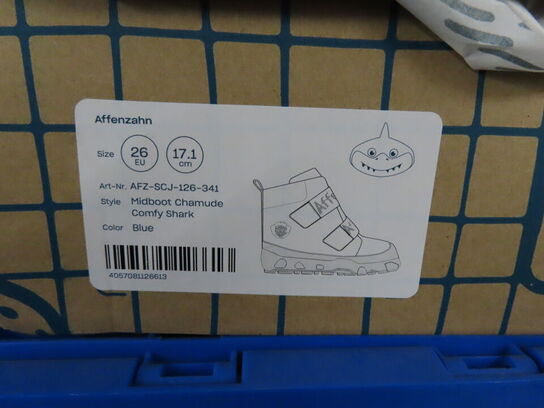 Affenzahn
Size 26 EU 17.1 cm
Art-Nr. AFZ-SCJ-126-341
Style Midboot Chamude
Comfy Shark
Color Blue
4057081126613
Affe